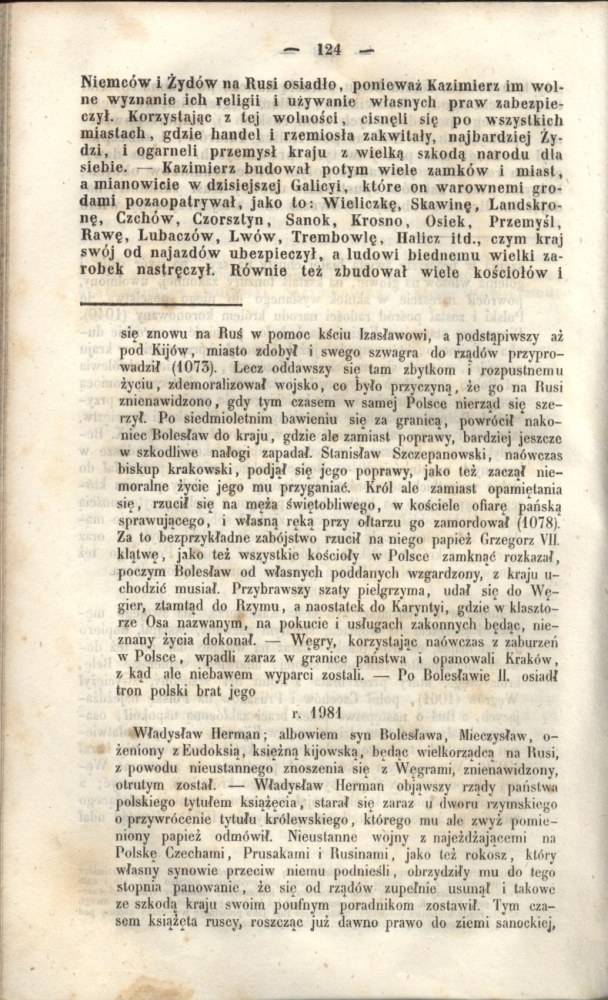 — 124 —
Niemców i Żydów na Rusi osiadło, ponieważ Kazimierz im wol-
ne wyznanie ich religii i używanie własnych praw zabezpie-
czył. Korzystając z tej wolności, cisnęli się po wszystkich
miastach, gdzie handel i rzemiosła zakwitały, najbardziej Ży-
dzi, i ogarneli przemysł kraju z wielką szkodą narodu dla
siebie. — Kazimierz budował potym wiele zamków i miast,
a mianowicie w dzisiejszej Galicyi, które on warownemi gro-
dami pozaopatrywał, jako to: Wieliczkę, Skawinę, Landskro-
nę, Czchów, Czorsztyn, Sanok, Krosno, Osiek, Przemyśl,
Rawę, Lubaczów, Lwów, Trembowlę, Halicz itd., czym kraj
swój od najazdów ubezpieczył, a ludowi biednemu wielki za-
robek nastręczył. Równie też zbudował wiele kościołów i
się znowu na Ruś w pomoc kściu Izasławowi, a podstąpiwszy aż
pod Kijów, miasto zdobył i swego szwagra do rządów przypro-
wadził (1073). Lecz oddawszy się tam zbytkom i rozpustnemu
życiu, zdemoralizował wojsko, co było przyczyną, że go na Rusi
znienawidzono, gdy tym czasem w samej Polsce nierząd się sze-
rzył. Po siedmioletnim bawieniu się za granicą, powrócił nako-
niec Bolesław do kraju, gdzie ale zamiast poprawy, bardziej jeszcze
w szkodliwe nałogi zapadał. Stanisław Szczepanowski, naówczas
biskup krakowski, podjął się jego poprawy, jako też zaczął nie-
moralne życie jego mu przyganiać. Król ale zamiast opamiętania
się, rzucił się na męża świętobliwego, w kościele ofiarę pańską
sprawującego, i własną ręką przy ołtarzu go zamordował (1078).
Za to bezprzykładne zabójstwo rzucił na niego papież Grzegorz VII.
klątwę, jako też wszystkie kościoły w Polsce zamknąć rozkazał,
poczym Bolesław od własnych poddanych wzgardzony, z kraju u-
chodzić musiał. Przybrawszy szaty pielgrzyma, udał się do Wę-
gier, ztamtąd do Rzymu, a naostatek do Karyntyi, gdzie w klaszto-
rze Osa nazwanym, na pokucie i usługach zakonnych będąc, nie-
znany życia dokonał. — Węgry, korzystając naówczas z zaburzeń
w Polsce, wpadli zaraz w granice państwa i opanowali Kraków,
z kąd ale niebawem wyparci zostali. — Po Bolesławie II. osiadł
tron polski brat jego
r. 1981
Władysław Herman; albowiem syn Bolesława, Mieczysław, o-
żeniony z Eudoksią, księżną kijowską, będąc wielkorządcą na Rusi,
z powodu nieustannego znoszenia się z Węgrami, znienawidzony,
otrutym został. — Władysław Herman objąwszy rządy państwa
polskiego tytułem książęcia, starał się zaraz u dworu rzymskiego
o przywrócenie tytułu królewskiego, którego mu ale zwyż pomie-
niony papież odmówił. Nieustanne wojny z najeżdżającemi na
Polskę Czechami, Prusakami i Rusinami, jako też rokosz, który
własny synowie przeciw niemu podnieśli, obrzydziły mu do tego
stopnia panowanie, że się od rządów zupełnie usunął i takowe
ze szkodą kraju swoim poufnym poradnikom zostawił. Tym cza-
sem książęta ruscy, roszcząc już dawno prawo do ziemi sanockiej,